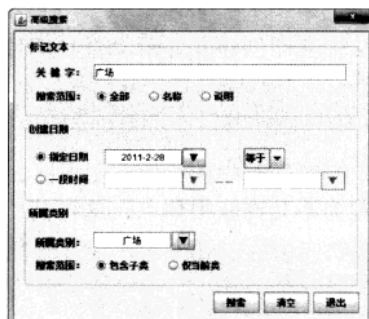 高级搜索
标记文本
关键字: 广场
搜索范围: 全部 名称 说明
创建日期
指定日期 2011-2-28 等于
一段时间 --
所属类别
所属类别: 广场
搜索范围: 包含子类 仅当前类
搜索 清空 退出